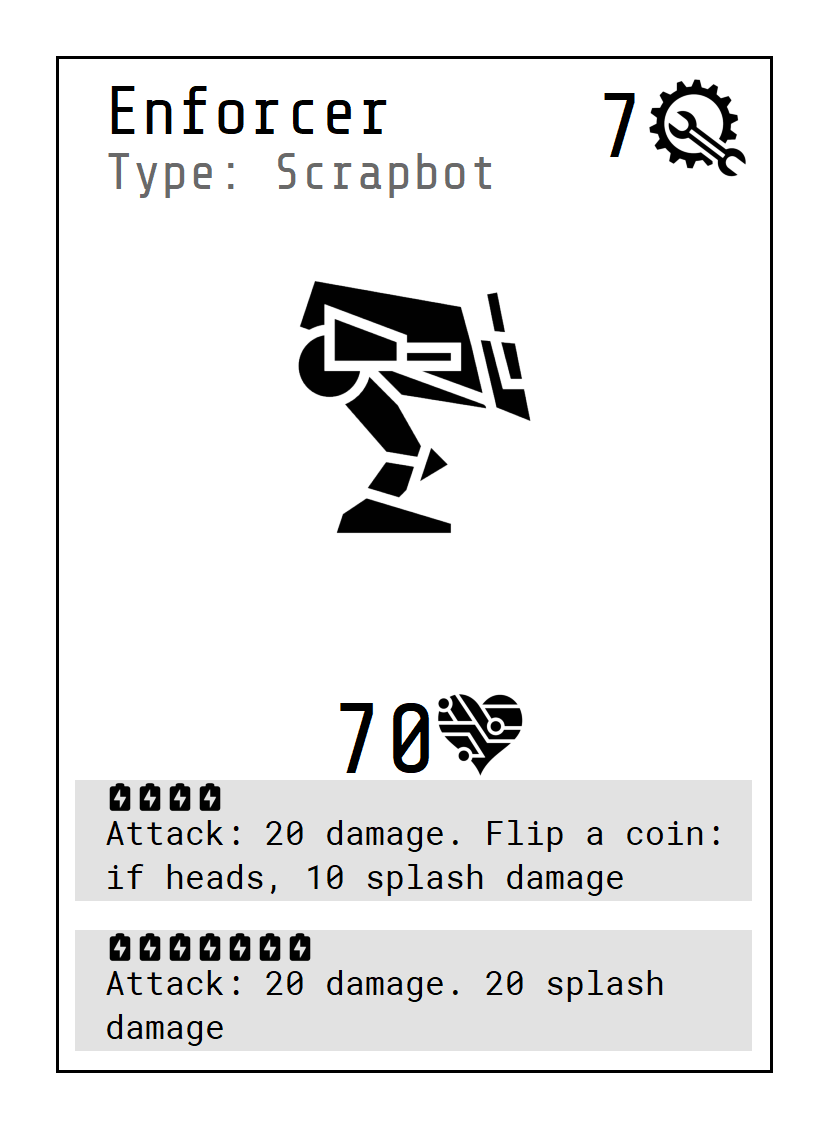 Enforcer
7
Type: Scrapbot
70
Attack: 20 damage. Flip a coin:
if heads, 10 splash damage
Attack: 20 damage. 20 splash
damage